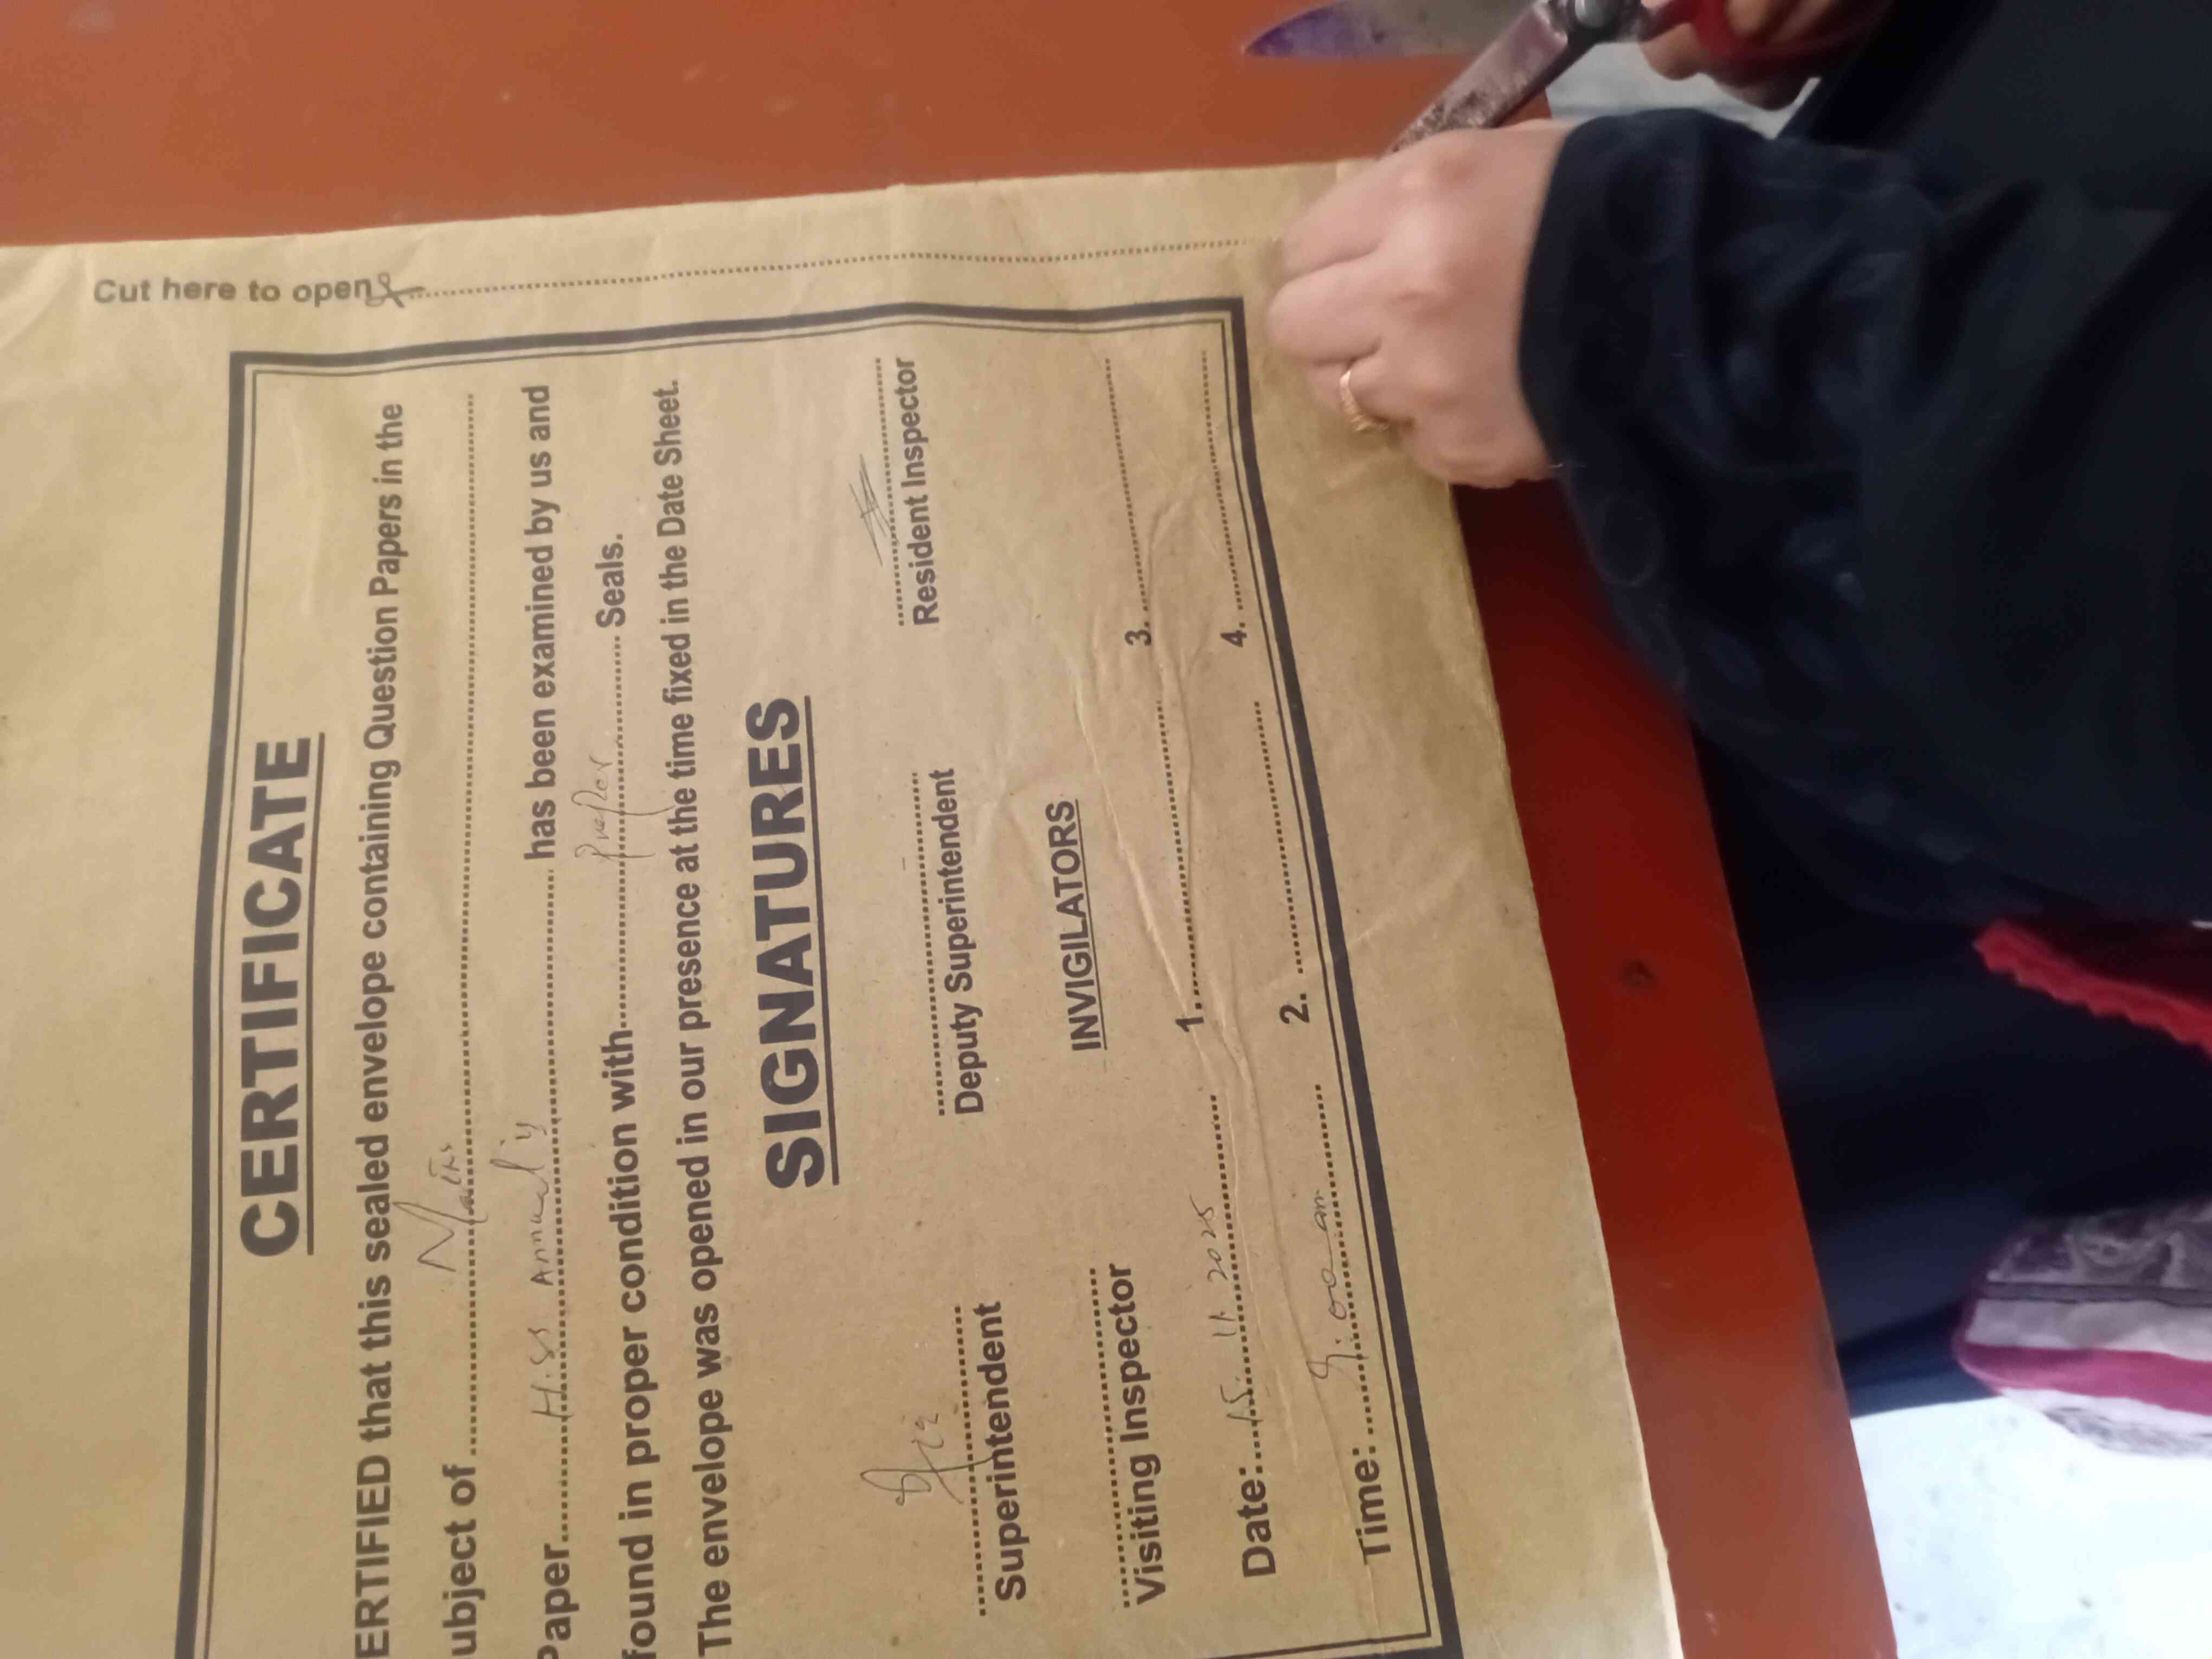 Cut here to open
CERTIFICATE
ERTIFIED that this sealed envelope containing Question Papers in the
ubject of Maths
Paper has been examined by us and
found in proper condition with Seals.
The envelope was opened in our presence at the time fixed in the Date Sheet.
SIGNATURES
Superintendent Deputy Superintendent Resident Inspector
INVIGILATORS
Visiting Inspector 1. 3.
Date: 15. 11. 2025 2. 4.
Time: 9.00 am